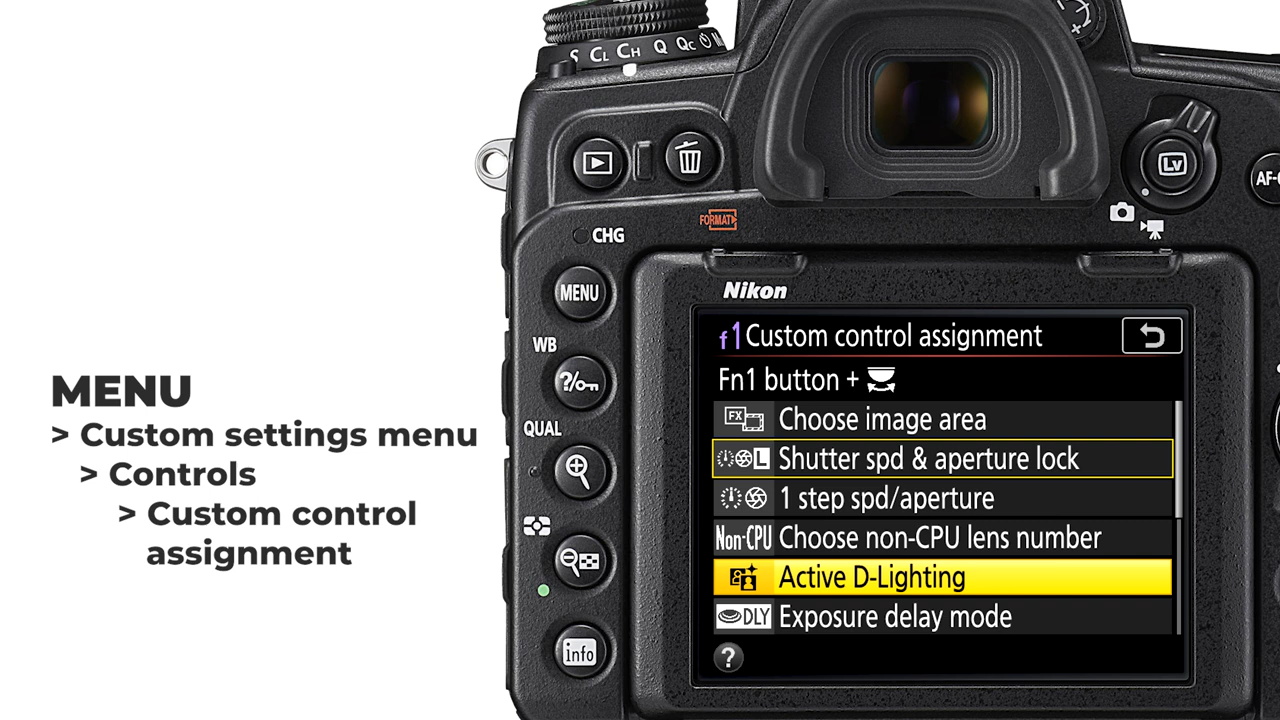 S CL CH Q Qc M
Lv
AF-
FORMAT
CHG
MENU
Nikon
WB
f1 Custom control assignment
Fn1 button +
?/
MENU
> Custom settings menu
> Controls
> Custom control
assignment
FX Choose image area
QUAL
L Shutter spd & aperture lock
1 step spd/aperture
Non-CPU Choose non-CPU lens number
Active D-Lighting
DLY Exposure delay mode
info
?